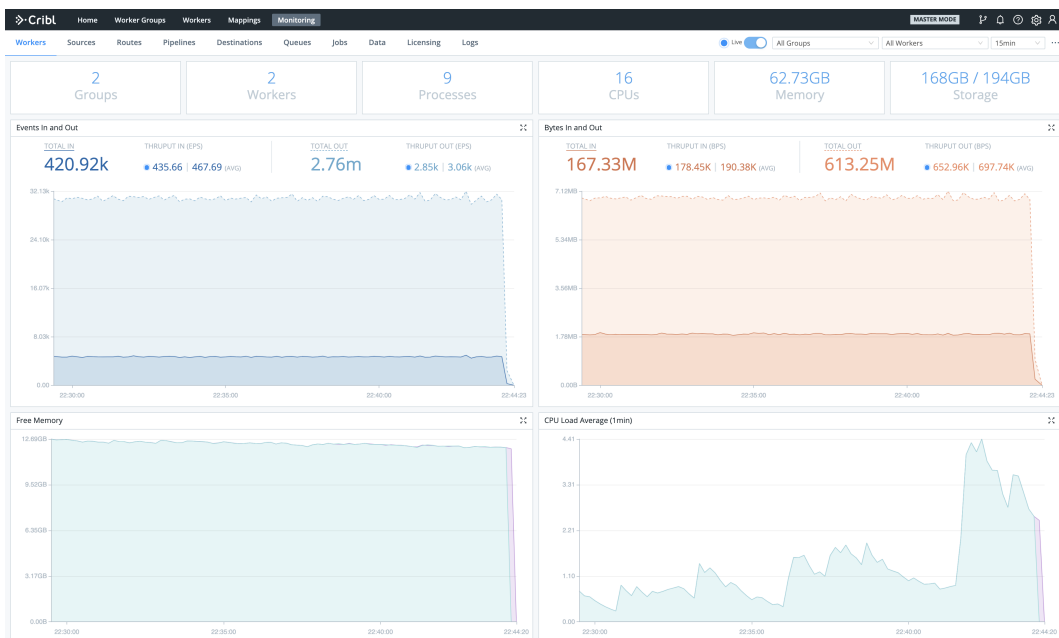 Cribl Home Worker Groups Workers Mappings Monitoring MASTER MODE
Workers Sources Routes Pipelines Destinations Queues Jobs Data Licensing Logs Live All Groups All Workers 15min
2 2 9 16 62.73GB 168GB / 194GB
Groups Workers Processes CPUs Memory Storage
Events In and Out
TOTAL IN THRUPUT IN (EPS) TOTAL OUT THRUPUT OUT (EPS)
420.92k 435.66 | 467.69 (AVG) 2.76m 2.85k | 3.06k (AVG)
32.13k
24.10k
16.07k
8.03k
0.00
22:30:00 22:35:00 22:40:00 22:44:23
Bytes In and Out
TOTAL IN THRUPUT IN (BPS) TOTAL OUT THRUPUT OUT (BPS)
167.33M 178.45K | 190.38K (AVG) 613.25M 652.96K | 697.74K (AVG)
7.12MB
5.34MB
3.56MB
1.78MB
0.00B
22:30:00 22:35:00 22:40:00 22:44:23
Free Memory
12.69GB
9.52GB
6.35GB
3.17GB
0.00B
22:30:00 22:35:00 22:40:00 22:44:20
CPU Load Average (1min)
4.41
3.31
2.21
1.10
0.00
22:30:00 22:35:00 22:40:00 22:44:20